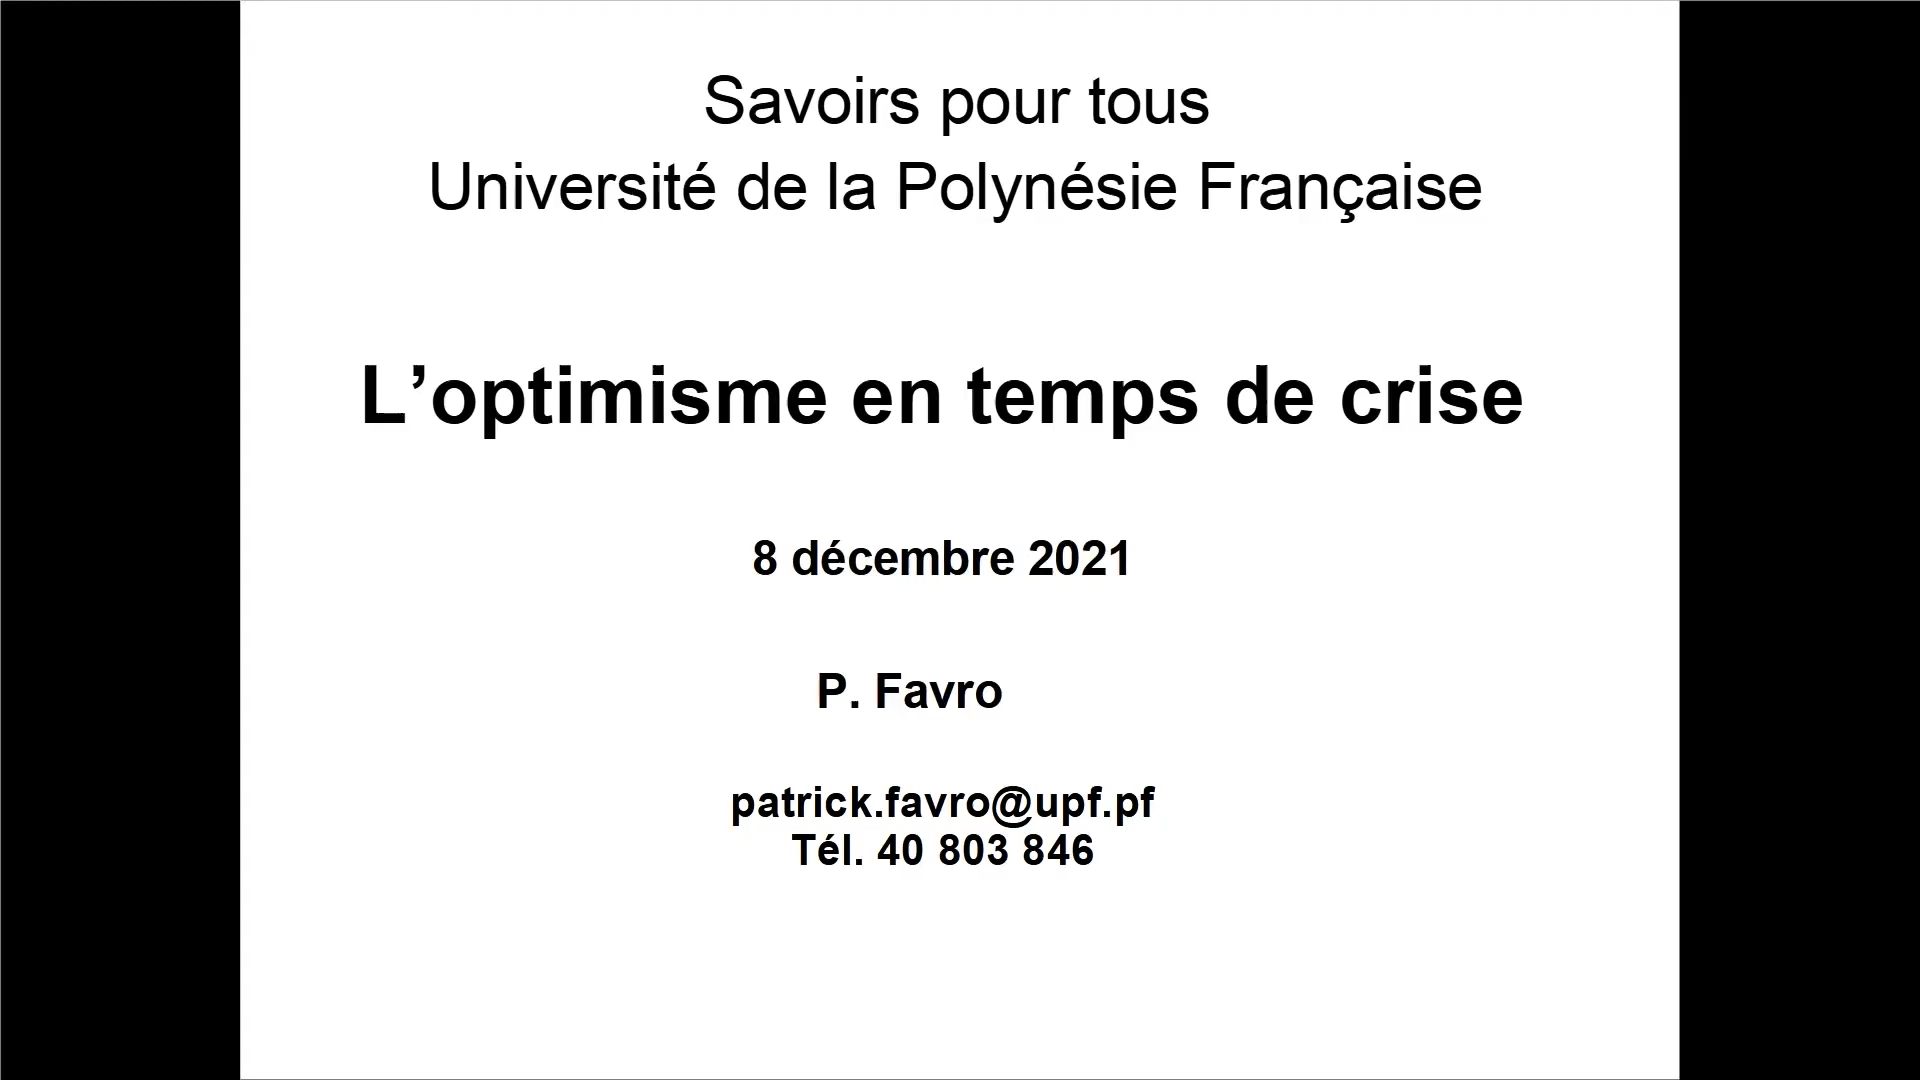 Savoirs pour tous
Université de la Polynésie Française
L’optimisme en temps de crise
8 décembre 2021
P. Favro
patrick.favro@upf.pf
Tél. 40 803 846